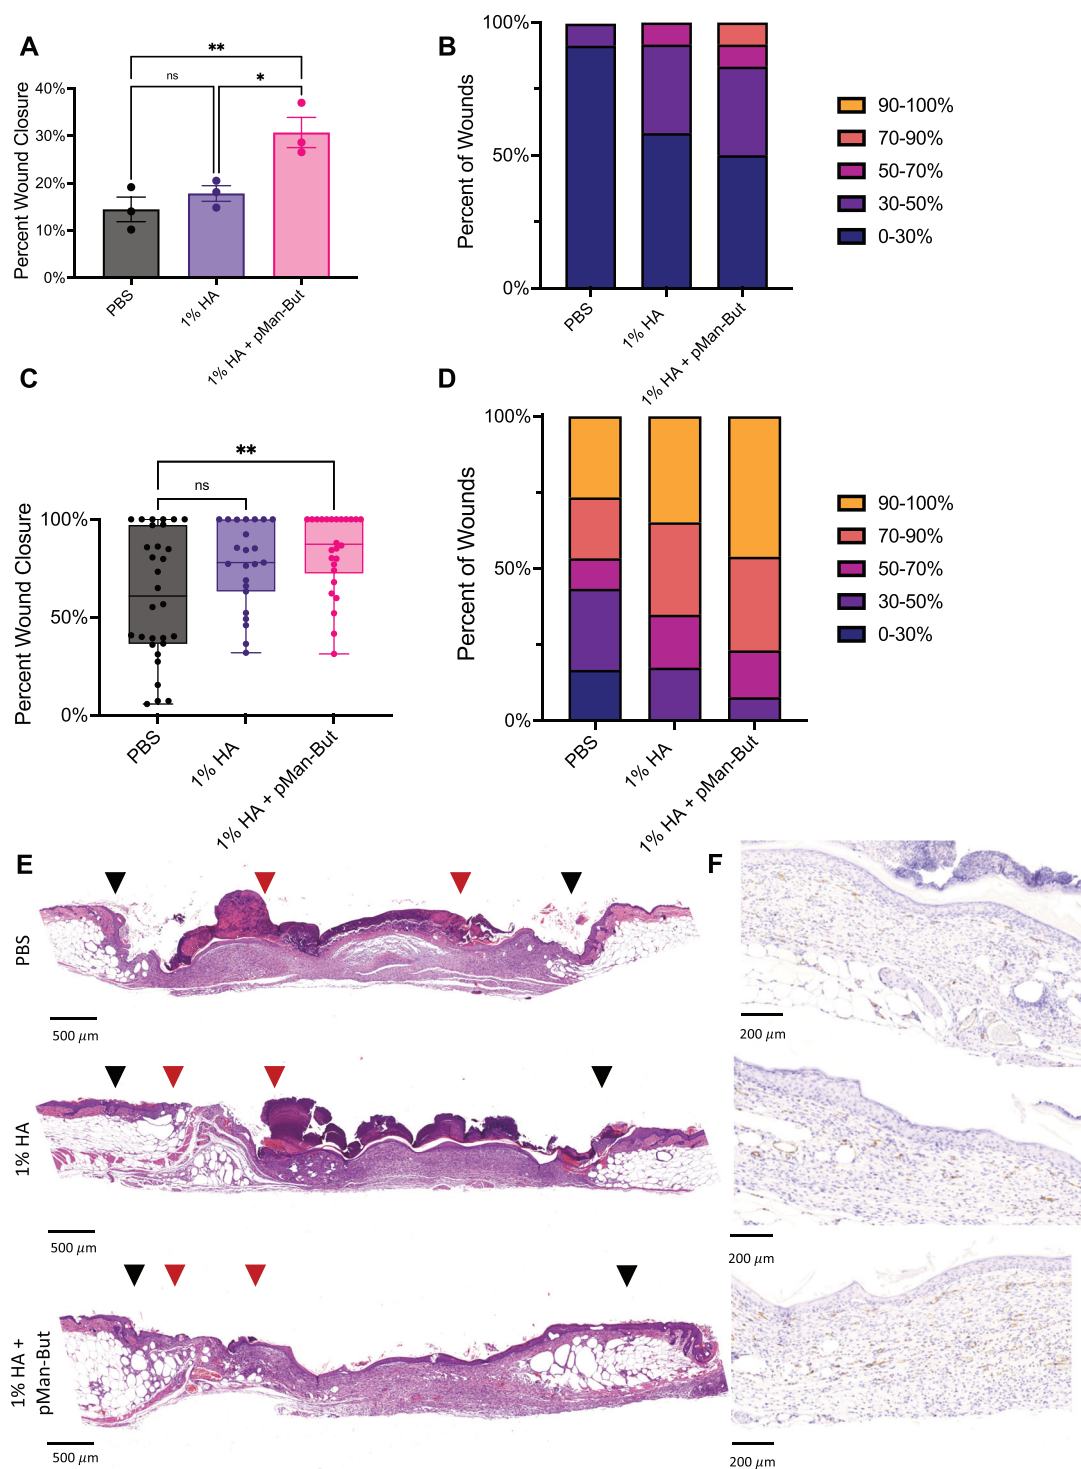 A
Percent Wound Closure
40%
30%
20%
10%
0%
**
ns
*
PBS
1% HA
1% HA + pMan-But
B
Percent of Wounds
100%
50%
0%
PBS
1% HA
1% HA + pMan-But
90-100%
70-90%
50-70%
30-50%
0-30%
C
Percent Wound Closure
100%
50%
0%
**
ns
PBS
1% HA
1% HA + pMan-But
D
Percent of Wounds
100%
50%
0%
PBS
1% HA
1% HA + pMan-But
90-100%
70-90%
50-70%
30-50%
0-30%
E
PBS
500 μm
1% HA
500 μm
1% HA +
pMan-But
500 μm
F
200 μm
200 μm
200 μm